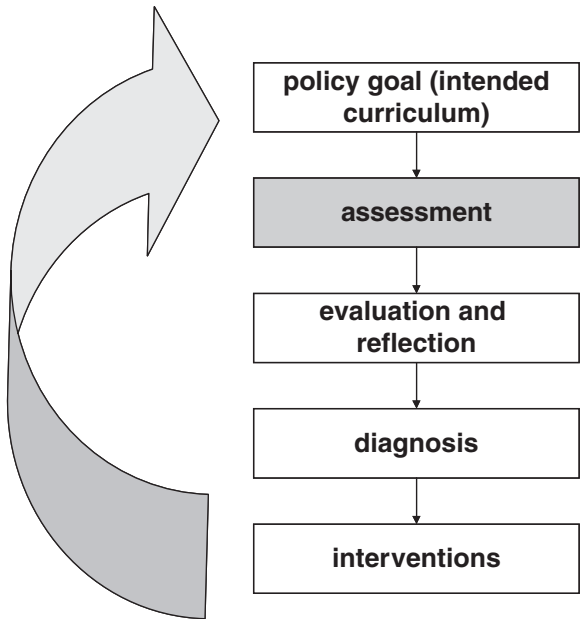 policy goal (intended
curriculum)
assessment
evaluation and
reflection
diagnosis
interventions